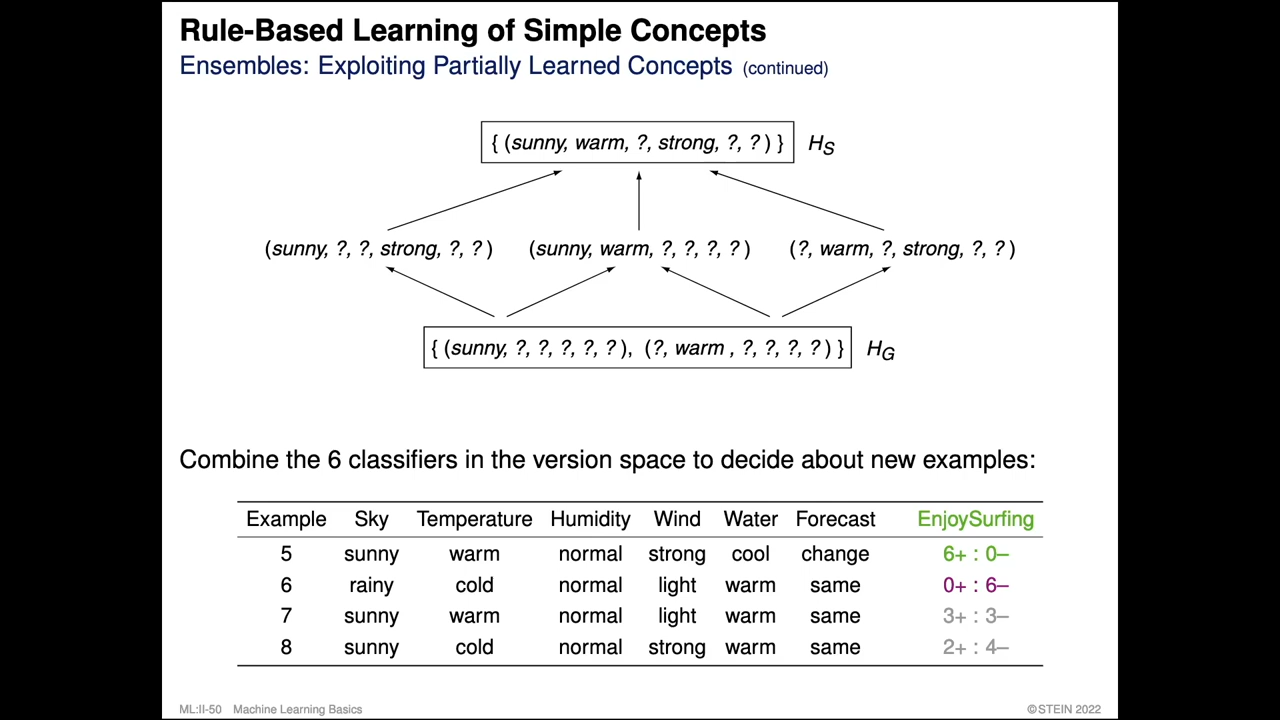 Rule-Based Learning of Simple Concepts
Ensembles: Exploiting Partially Learned Concepts (continued)
{ (sunny, warm, ?, strong, ?, ? ) } HS
(sunny, ?, ?, strong, ?, ? ) (sunny, warm, ?, ?, ?, ? ) (?, warm, ?, strong, ?, ? )
{ (sunny, ?, ?, ?, ?, ? ), (?, warm , ?, ?, ?, ? ) } HG
Combine the 6 classifiers in the version space to decide about new examples:
Example Sky Temperature Humidity Wind Water Forecast EnjoySurfing
5 sunny warm normal strong cool change 6+ : 0–
6 rainy cold normal light warm same 0+ : 6–
7 sunny warm normal light warm same 3+ : 3–
8 sunny cold normal strong warm same 2+ : 4–
ML:II-50 Machine Learning Basics ©STEIN 2022